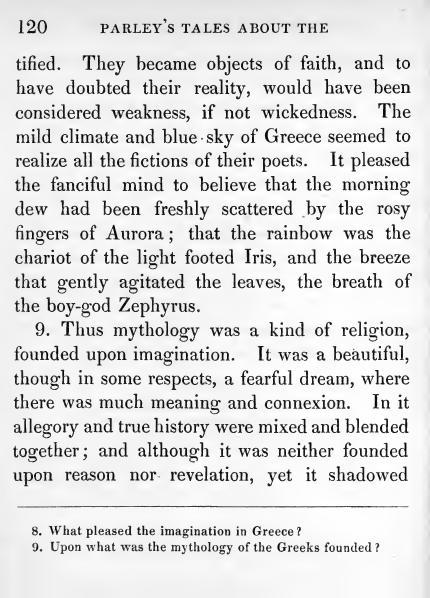 120 PARLEY'S TALES ABOUT THE
tified. They became objects of faith, and to
have doubted their reality, would have been
considered weakness, if not wickedness. The
mild climate and blue sky of Greece seemed to
realize all the fictions of their poets. It pleased
the fanciful mind to believe that the morning
dew had been freshly scattered by the rosy
fingers of Aurora; that the rainbow was the
chariot of the light footed Iris, and the breeze
that gently agitated the leaves, the breath of
the boy-god Zephyrus.
9. Thus mythology was a kind of religion,
founded upon imagination. It was a beautiful,
though in some respects, a fearful dream, where
there was much meaning and connexion. In it
allegory and true history were mixed and blended
together; and although it was neither founded
upon reason nor revelation, yet it shadowed
8. What pleased the imagination in Greece?
9. Upon what was the mythology of the Greeks founded?